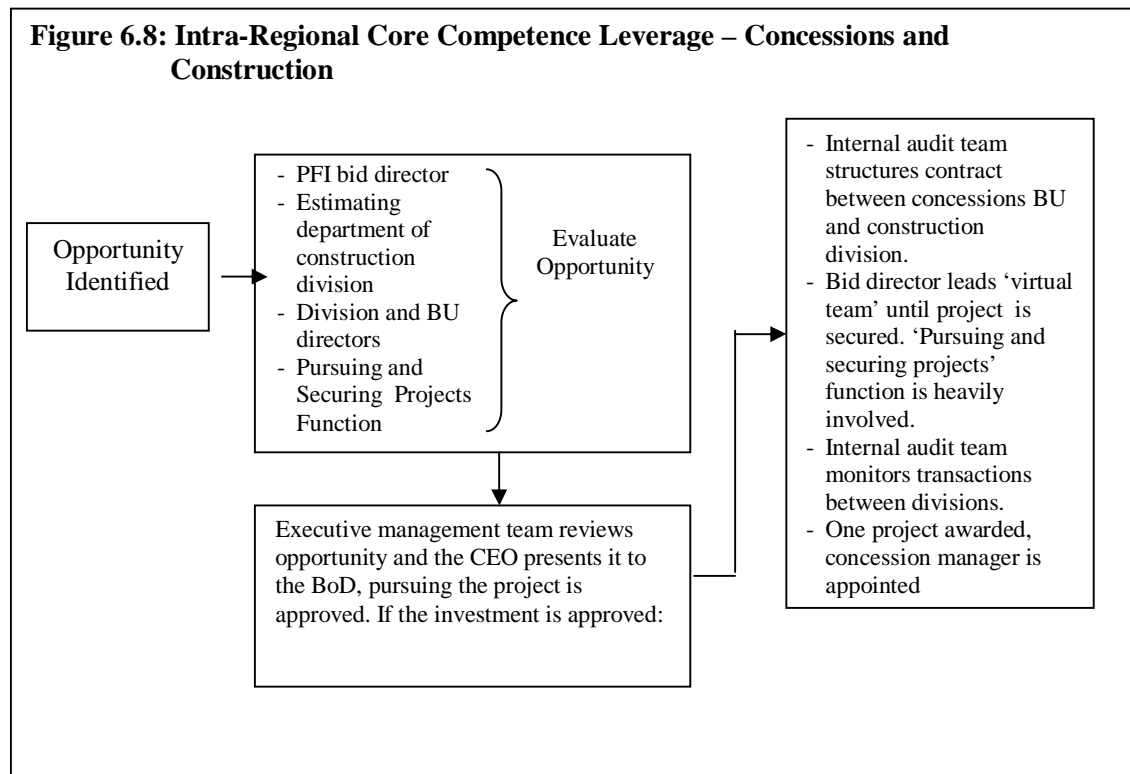 Figure 6.8: Intra-Regional Core Competence Leverage – Concessions and
Construction
Opportunity
Identified
- PFI bid director
- Estimating
department of
construction
division
- Division and BU
directors
- Pursuing and
Securing Projects
Function
Evaluate
Opportunity
Executive management team reviews
opportunity and the CEO presents it to
the BoD, pursuing the project is
approved. If the investment is approved:
- Internal audit team
structures contract
between concessions BU
and construction
division.
- Bid director leads ‘virtual
team’ until project is
secured. ‘Pursuing and
securing projects’
function is heavily
involved.
- Internal audit team
monitors transactions
between divisions.
- One project awarded,
concession manager is
appointed